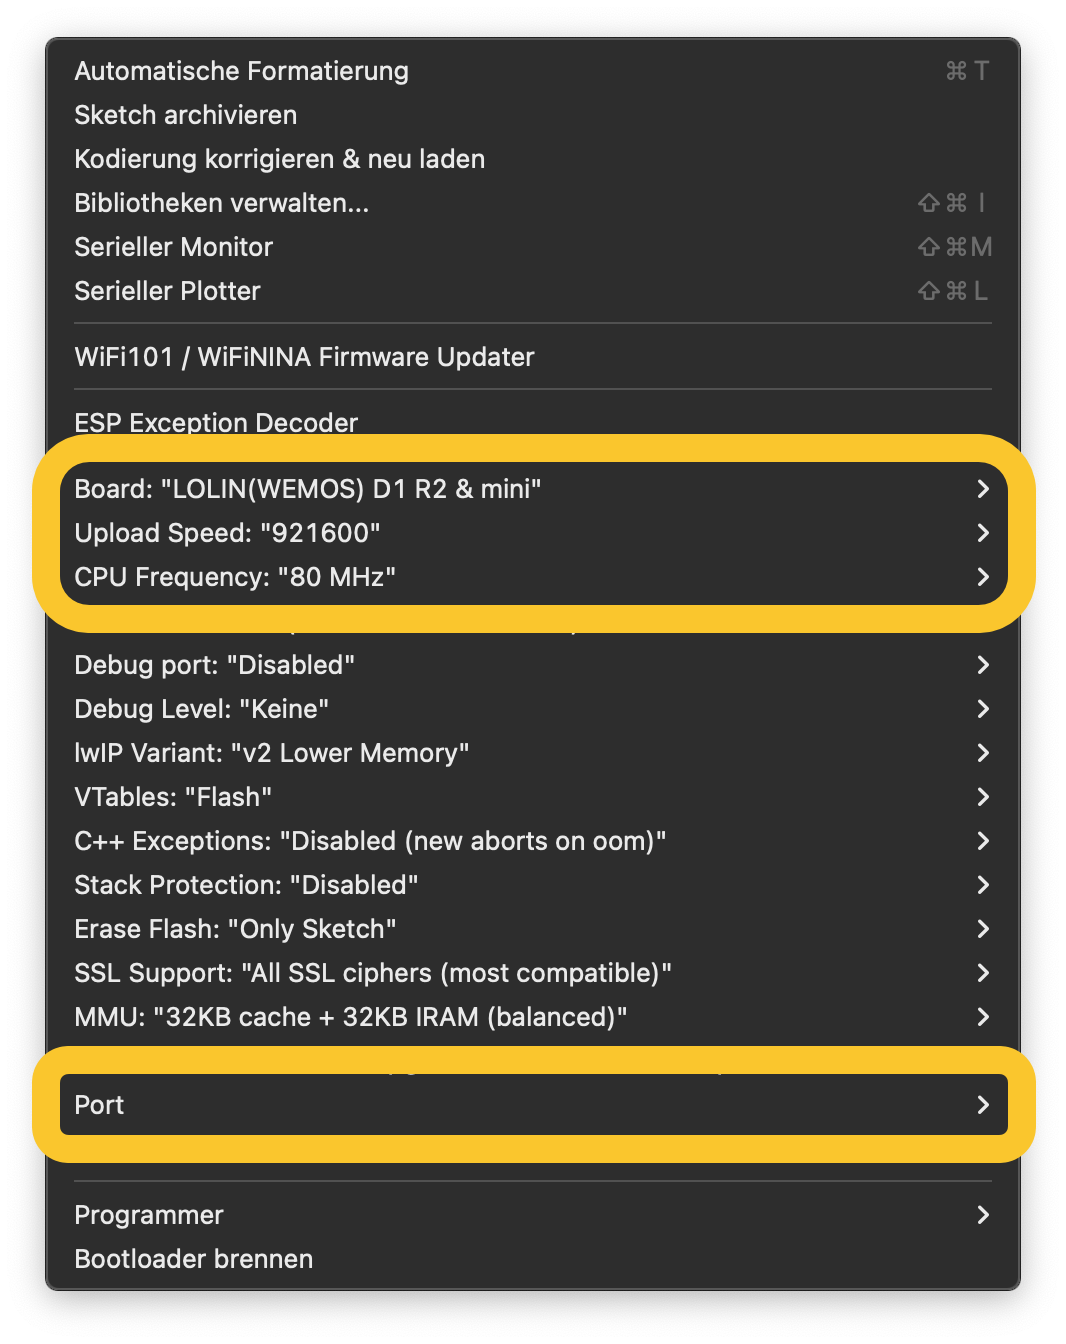 Automatische Formatierung ⌘T
Sketch archivieren
Kodierung korrigieren & neu laden
Bibliotheken verwalten... ⇧⌘I
Serieller Monitor ⇧⌘M
Serieller Plotter ⇧⌘L
WiFi101 / WiFiNINA Firmware Updater
ESP Exception Decoder
Board: "LOLIN(WEMOS) D1 R2 & mini"
Upload Speed: "921600"
CPU Frequency: "80 MHz"
Debug port: "Disabled"
Debug Level: "Keine"
lwIP Variant: "v2 Lower Memory"
VTables: "Flash"
C++ Exceptions: "Disabled (new aborts on oom)"
Stack Protection: "Disabled"
Erase Flash: "Only Sketch"
SSL Support: "All SSL ciphers (most compatible)"
MMU: "32KB cache + 32KB IRAM (balanced)"
Port
Programmer
Bootloader brennen